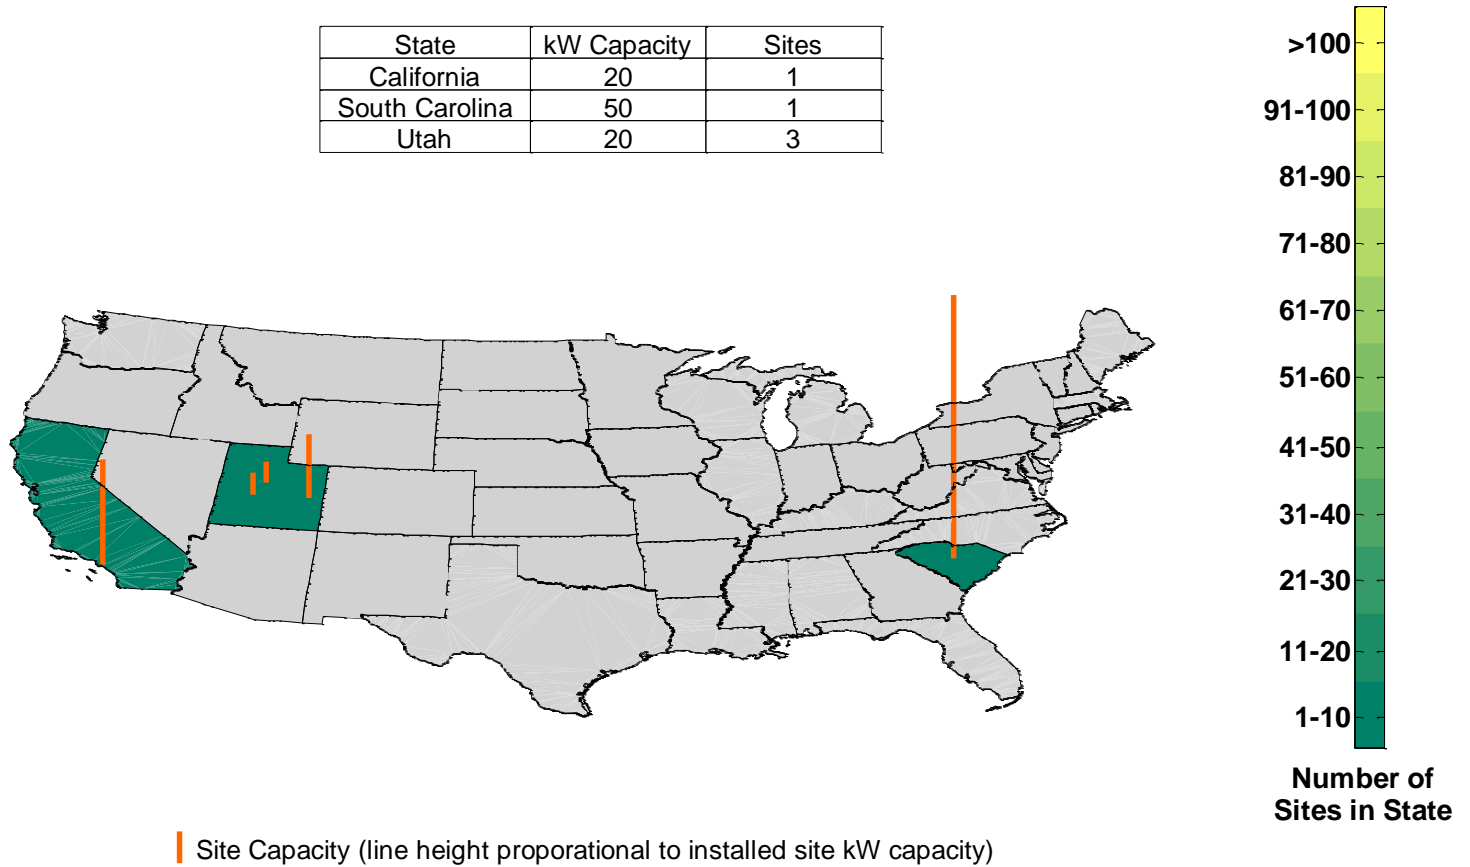 State kW Capacity Sites
California 20 1
South Carolina 50 1
Utah 20 3
>100
91-100
81-90
71-80
61-70
51-60
41-50
31-40
21-30
11-20
1-10
Number of
Sites in State
Site Capacity (line height proporational to installed site kW capacity)